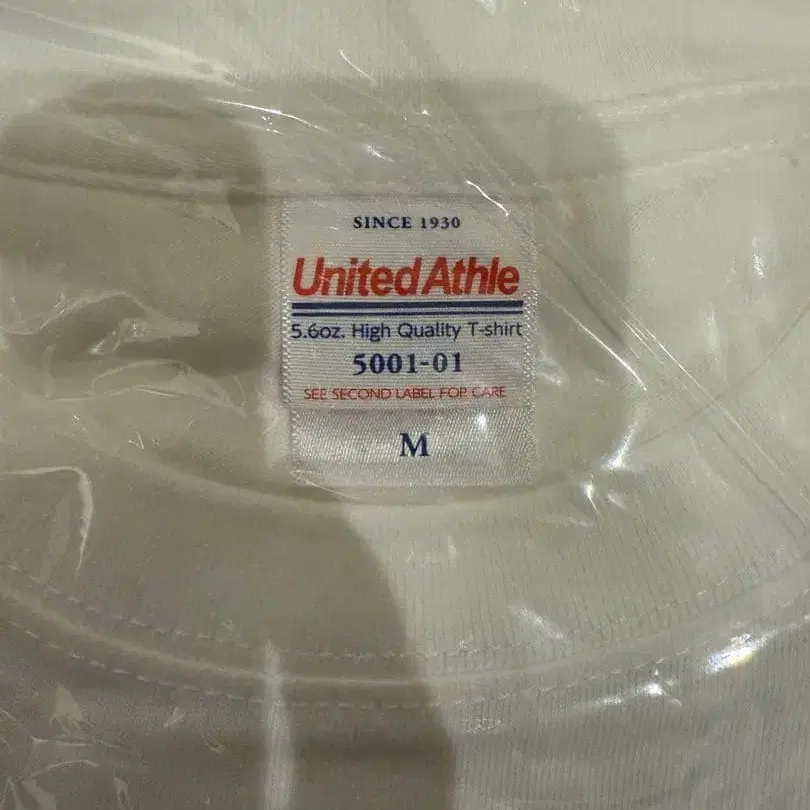 SINCE 1930
United Athle
5.6oz. High Quality T-shirt
5001-01
SEE SECOND LABEL FOR CARE
M